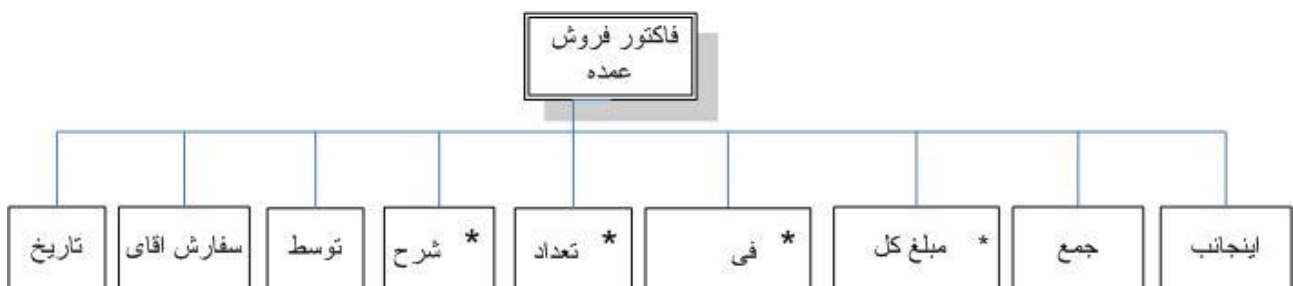 فاکتور فروش
عمده
اینجانب
جمع
مبلغ کل *
فی *
تعداد *
شرح *
توسط
سفارش اقای
تاریخ